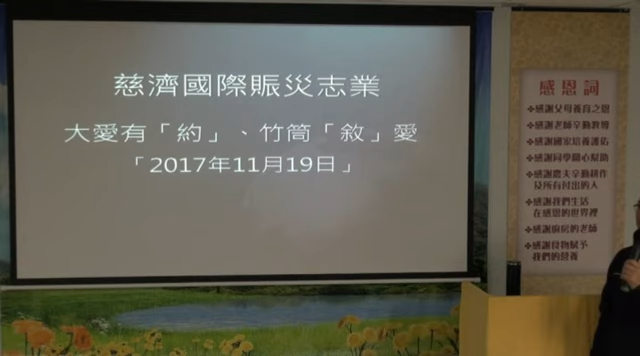 慈濟國際賑災志業
大愛有「約」、竹筒「敘」愛
「2017年11月19日」
感恩詞
❖感謝父母養育之恩
❖感謝老師辛勤教導
❖感謝國家培養護佑
❖感謝同學關心幫助
❖感謝農夫辛勤耕作
及所有付出的人
❖感謝我們生活
在感恩的世界裡
❖感謝廚房的老師
❖感謝食物賦予
我們的營養